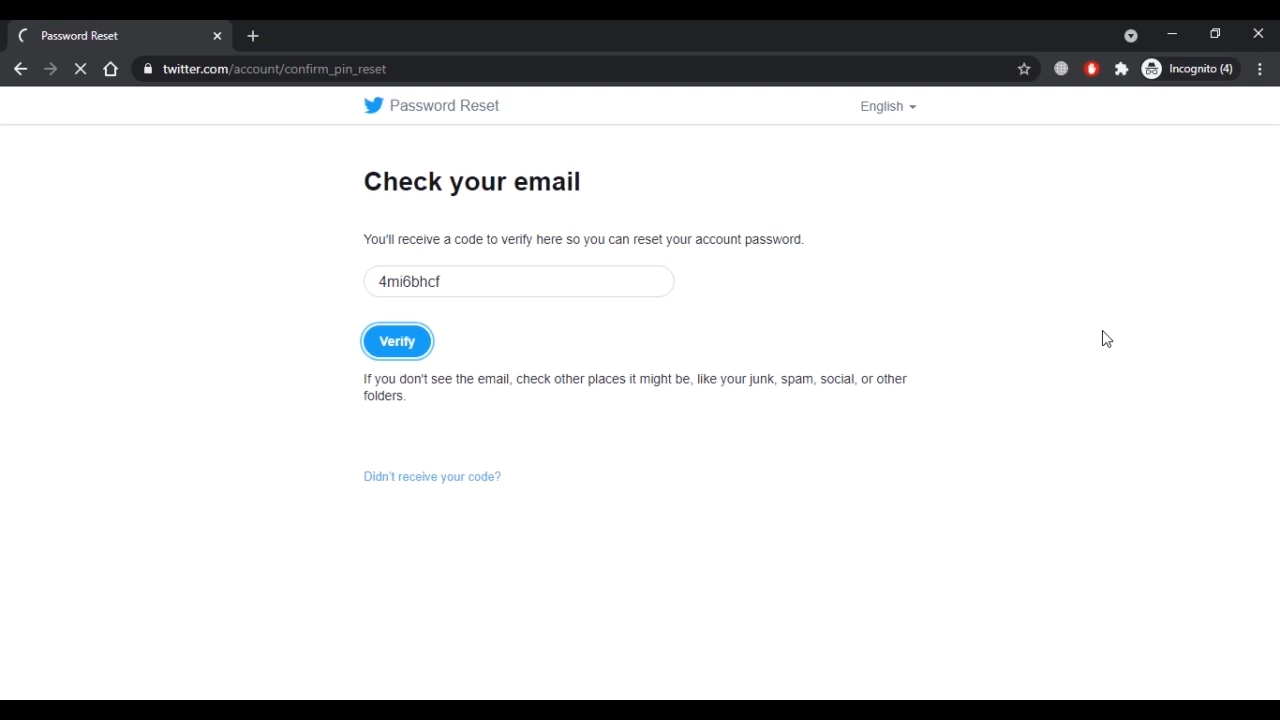 Password Reset
twitter.com/account/confirm_pin_reset
Incognito (4)
Password Reset
English
Check your email
You'll receive a code to verify here so you can reset your account password.
4mi6bhcf
Verify
If you don't see the email, check other places it might be, like your junk, spam, social, or other
folders.
Didn't receive your code?